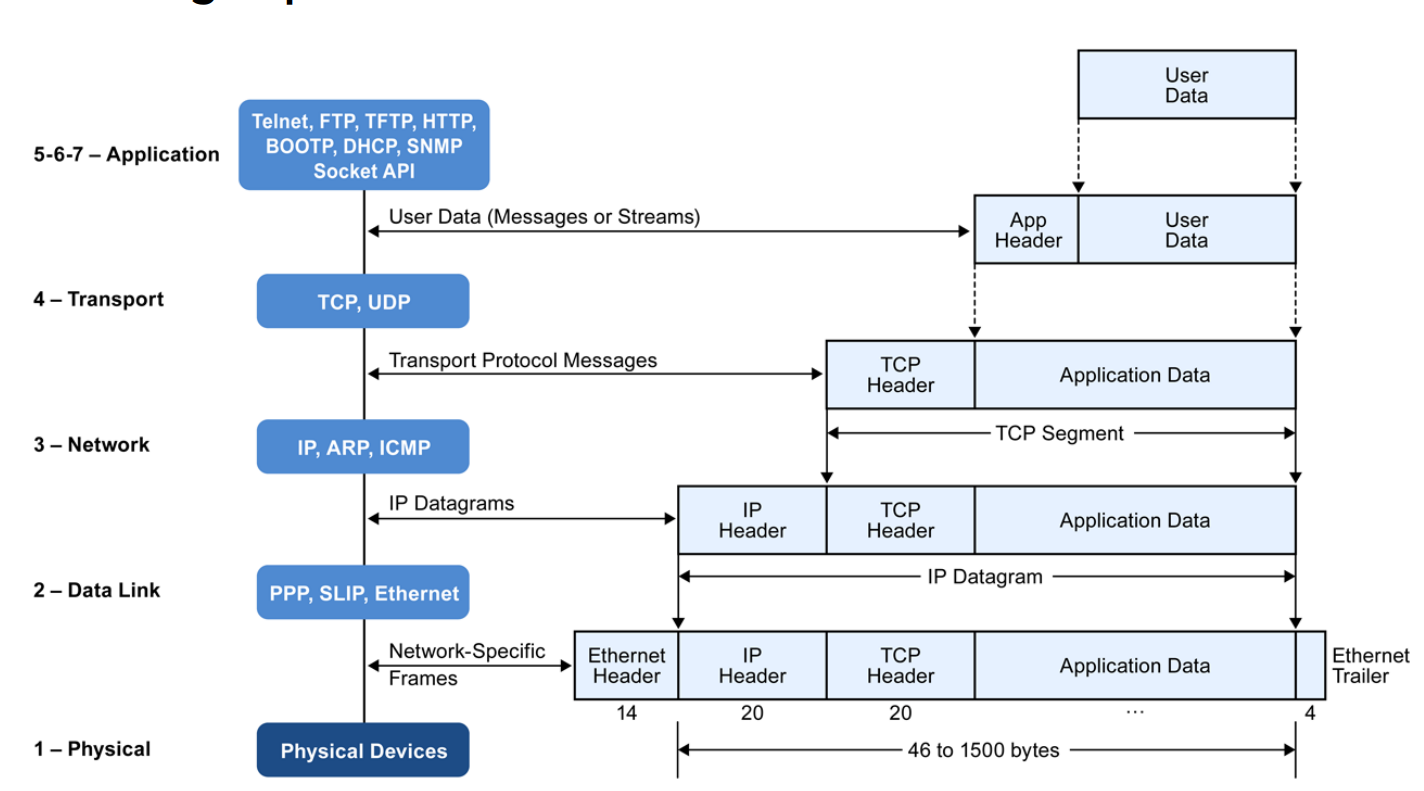 User
Data
Telnet, FTP, TFTP, HTTP,
BOOTP, DHCP, SNMP
Socket API
5-6-7 – Application
User Data (Messages or Streams)
App
Header
User
Data
4 – Transport
TCP, UDP
Transport Protocol Messages
TCP
Header
Application Data
TCP Segment
3 – Network
IP, ARP, ICMP
IP Datagrams
IP
Header
TCP
Header
Application Data
IP Datagram
2 – Data Link
PPP, SLIP, Ethernet
Network-Specific
Frames
Ethernet
Header
IP
Header
TCP
Header
Application Data
Ethernet
Trailer
14
20
20
...
4
1 – Physical
Physical Devices
46 to 1500 bytes